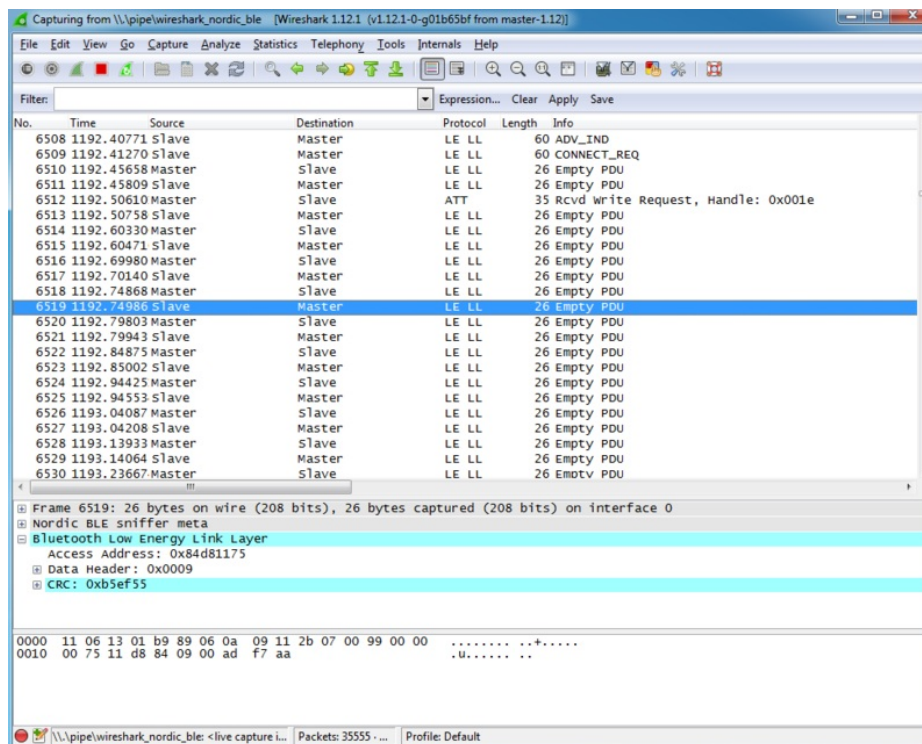 Capturing from \\.\pipe\wireshark_nordic_ble [Wireshark 1.12.1 (v1.12.1-0-g01b65bf from master-1.12)]
File Edit View Go Capture Analyze Statistics Telephony Tools Internals Help
Filter: Expression... Clear Apply Save
No. Time Source Destination Protocol Length Info
6508 1192.40771 Slave Master LE LL 60 ADV_IND
6509 1192.41270 Slave Master LE LL 60 CONNECT_REQ
6510 1192.45658 Master Slave LE LL 26 Empty PDU
6511 1192.45809 Slave Master LE LL 26 Empty PDU
6512 1192.50610 Master Slave ATT 35 Rcvd Write Request, Handle: 0x001e
6513 1192.50758 Slave Master LE LL 26 Empty PDU
6514 1192.60330 Master Slave LE LL 26 Empty PDU
6515 1192.60471 Slave Master LE LL 26 Empty PDU
6516 1192.69980 Master Slave LE LL 26 Empty PDU
6517 1192.70140 Slave Master LE LL 26 Empty PDU
6518 1192.74868 Master Slave LE LL 26 Empty PDU
6519 1192.74986 Slave Master LE LL 26 Empty PDU
6520 1192.79803 Master Slave LE LL 26 Empty PDU
6521 1192.79943 Slave Master LE LL 26 Empty PDU
6522 1192.84875 Master Slave LE LL 26 Empty PDU
6523 1192.85002 Slave Master LE LL 26 Empty PDU
6524 1192.94425 Master Slave LE LL 26 Empty PDU
6525 1192.94553 Slave Master LE LL 26 Empty PDU
6526 1193.04087 Master Slave LE LL 26 Empty PDU
6527 1193.04208 Slave Master LE LL 26 Empty PDU
6528 1193.13933 Master Slave LE LL 26 Empty PDU
6529 1193.14064 Slave Master LE LL 26 Empty PDU
6530 1193.23667 Master Slave LE LL 26 Empty PDU
Frame 6519: 26 bytes on wire (208 bits), 26 bytes captured (208 bits) on interface 0
Nordic BLE sniffer meta
Bluetooth Low Energy Link Layer
Access Address: 0x84d81175
Data Header: 0x0009
CRC: 0xb5ef55
0000 11 06 13 01 b9 89 06 0a 09 11 2b 07 00 99 00 00 ........ ..+.....
0010 00 75 11 d8 84 09 00 ad f7 aa .u...... ..
\\.\pipe\wireshark_nordic_ble: <live capture i... Packets: 35555 - ... Profile: Default